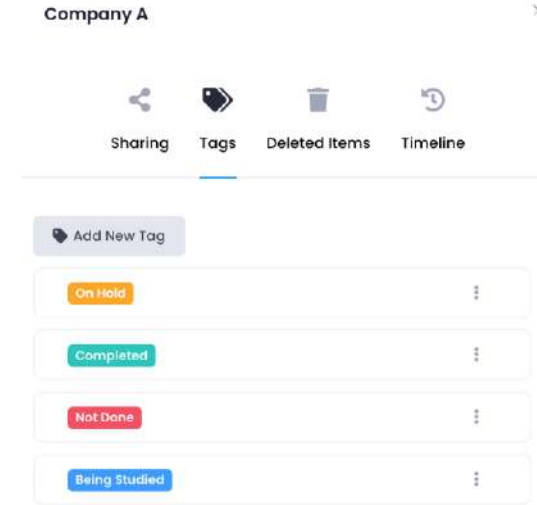 Company A
Sharing Tags Deleted Items Timeline
Add New Tag
On Hold
Completed
Not Done
Being Studied